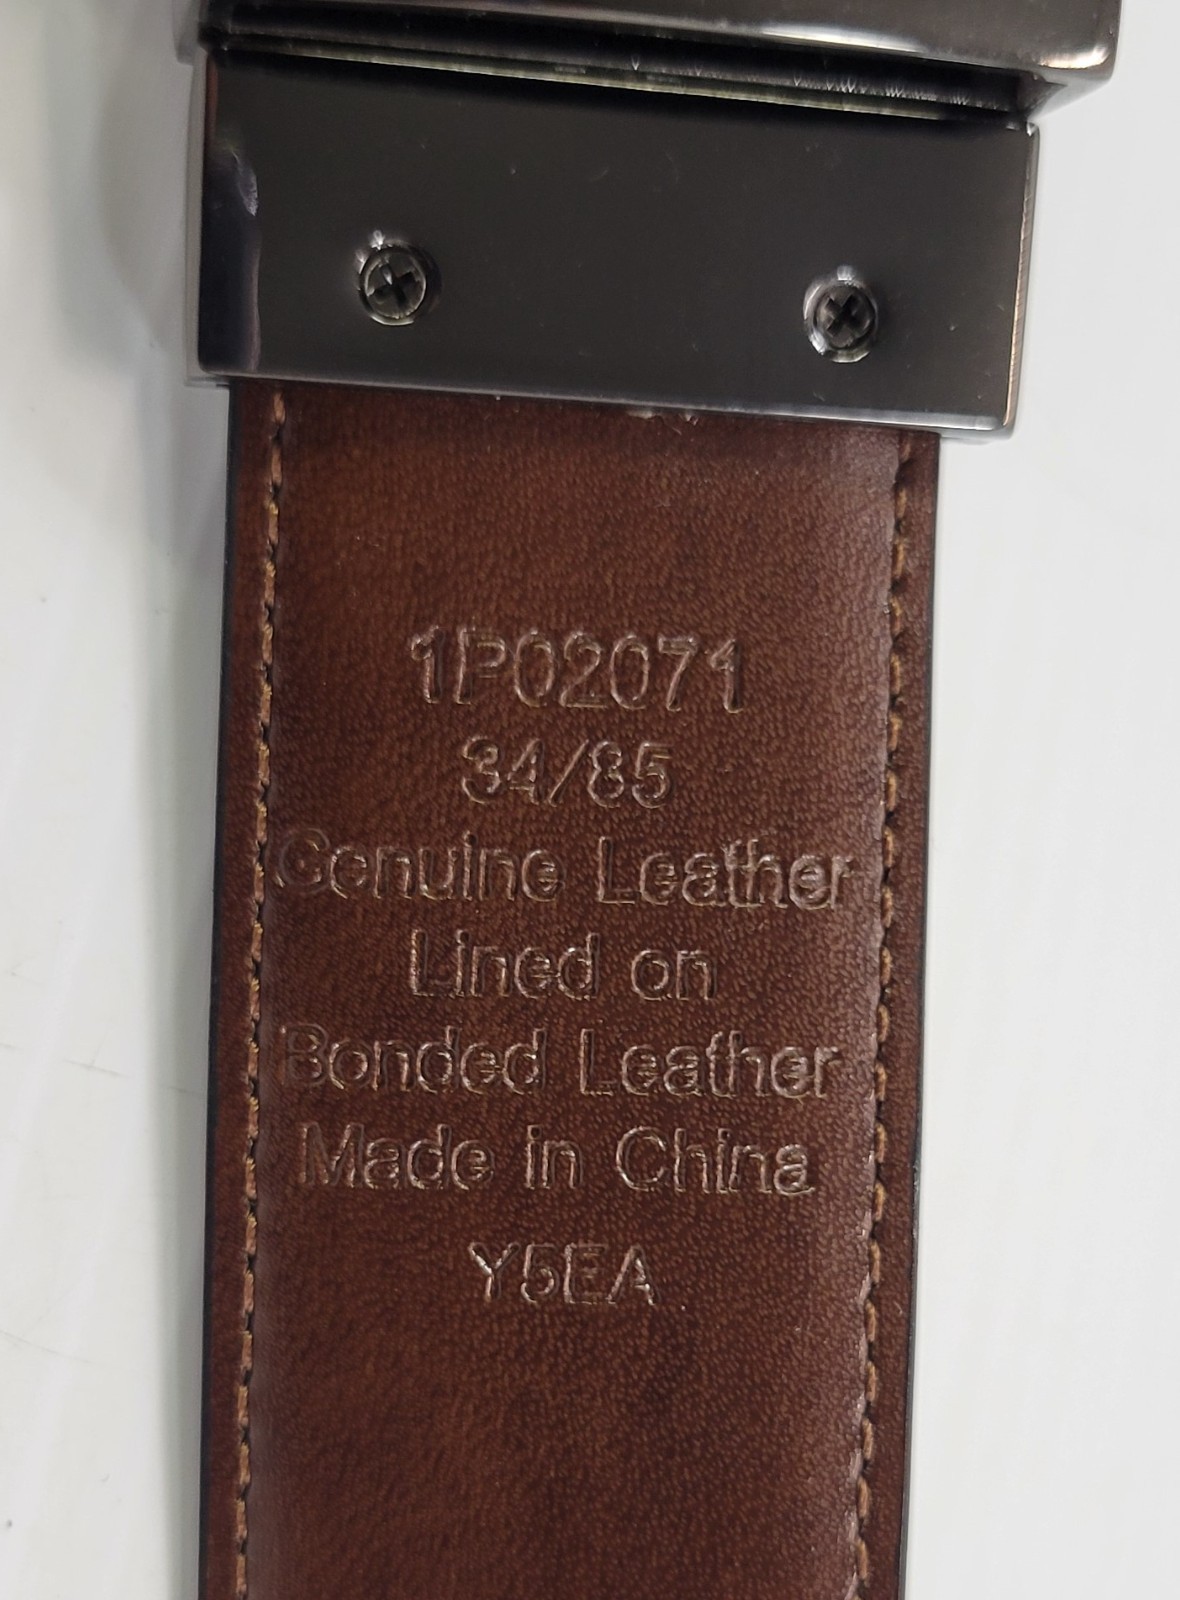 1P02071
34/85
Genuine Leather
Lined on
Bonded Leather
Made in China
Y5EA